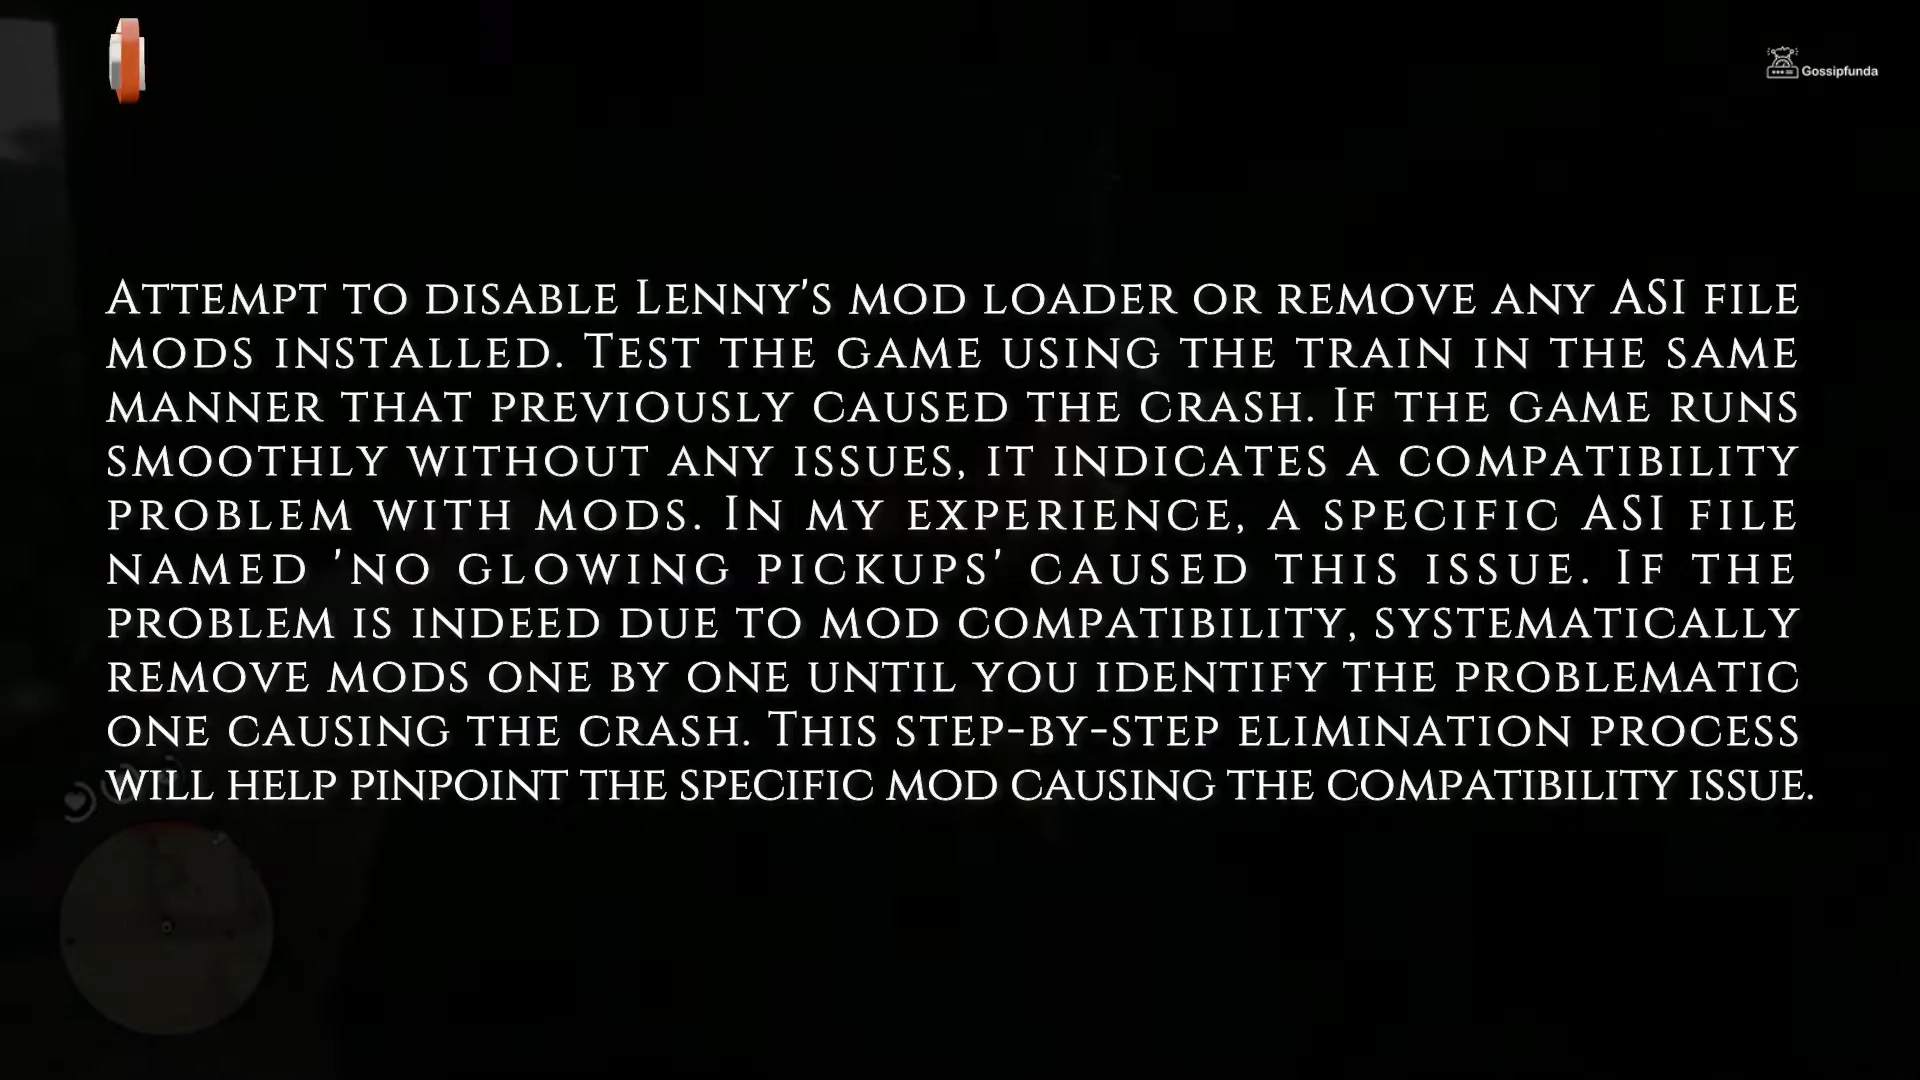 Gossipfunda
Attempt to disable Lenny's mod loader or remove any ASI file
mods installed. Test the game using the train in the same
manner that previously caused the crash. If the game runs
smoothly without any issues, it indicates a compatibility
problem with mods. In my experience, a specific ASI file
named 'No Glowing Pickups' caused this issue. If the
problem is indeed due to mod compatibility, systematically
remove mods one by one until you identify the problematic
one causing the crash. This step-by-step elimination process
will help pinpoint the specific mod causing the compatibility issue.